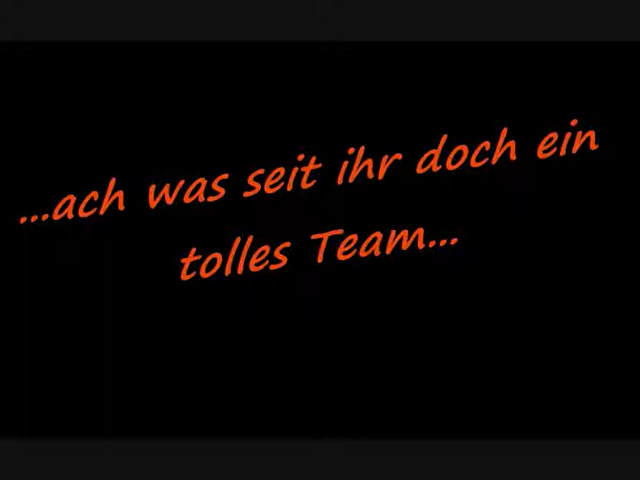 ...ach was seit ihr doch ein
tolles Team...